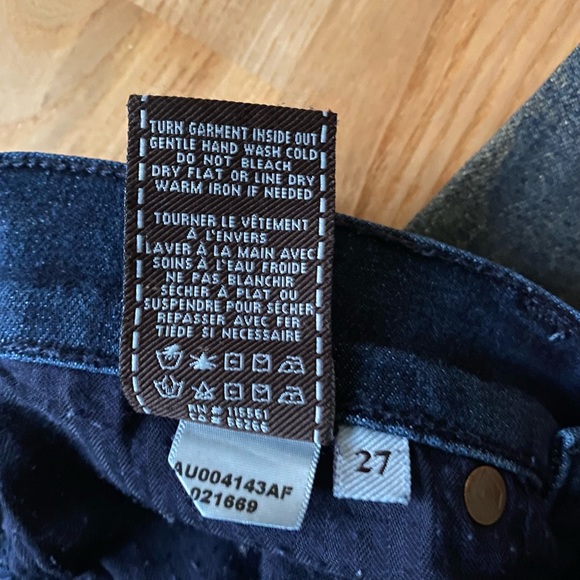 TURN GARMENT INSIDE OUT
GENTLE HAND WASH COLD
DO NOT BLEACH
DRY FLAT OR LINE DRY
WARM IRON IF NEEDED
TOURNER LE VÊTEMENT
À L'ENVERS
LAVER À LA MAIN AVEC
SOINS À L'EAU FROIDE
NE PAS BLANCHIR
SÉCHER À PLAT OU
SUSPENDRE POUR SÉCHER
REPASSER AVEC FER
TIÈDE SI NÉCESSAIRE
RN # 115561
AU004143AF
021669
27